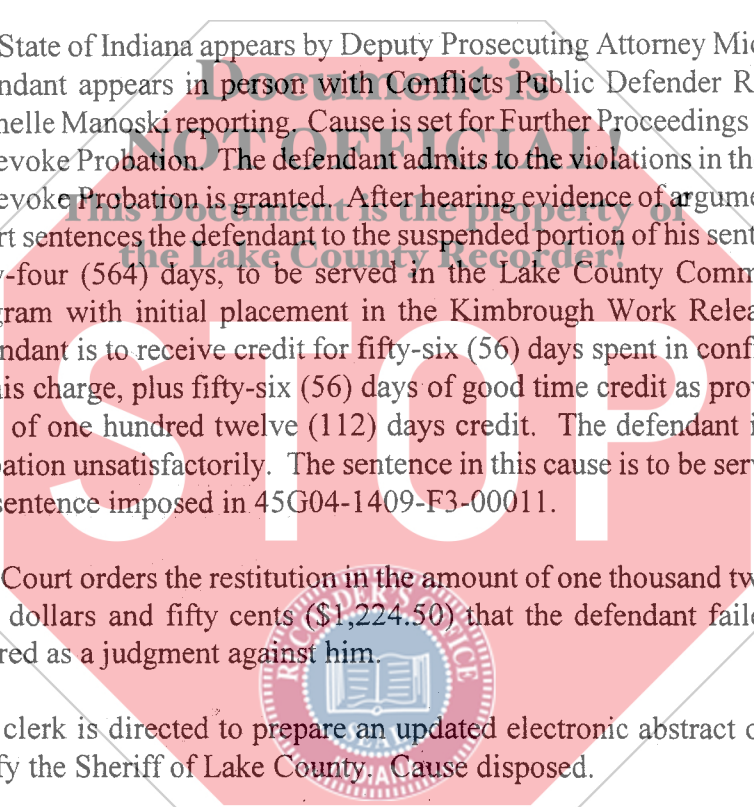 State of Indiana appears by Deputy Prosecuting Attorney Mic
ndant appears in person with Conflicts Public Defender R
nelle Manoski reporting. Cause is set for Further Proceedings
evoke Probation. The defendant admits to the violations in th
evoke Probation is granted. After hearing evidence of argume
rt sentences the defendant to the suspended portion of his sent
y-four (564) days, to be served in the Lake County Comm
gram with initial placement in the Kimbrough Work Relea
ndant is to receive credit for fifty-six (56) days spent in conf
his charge, plus fifty-six (56) days of good time credit as pro
of one hundred twelve (112) days credit. The defendant i
bation unsatisfactorily. The sentence in this cause is to be serv
sentence imposed in 45G04-1409-F3-00011.
Court orders the restitution in the amount of one thousand tw
dollars and fifty cents ($1,224.50) that the defendant faile
red as a judgment against him.
clerk is directed to prepare an updated electronic abstract o
fy the Sheriff of Lake County. Cause disposed.
Document is
NOT OFFICIAL!
This Document is the property of
the Lake County Recorder!
STOP
RECORDER'S OFFICE
SEAL
INDIANA